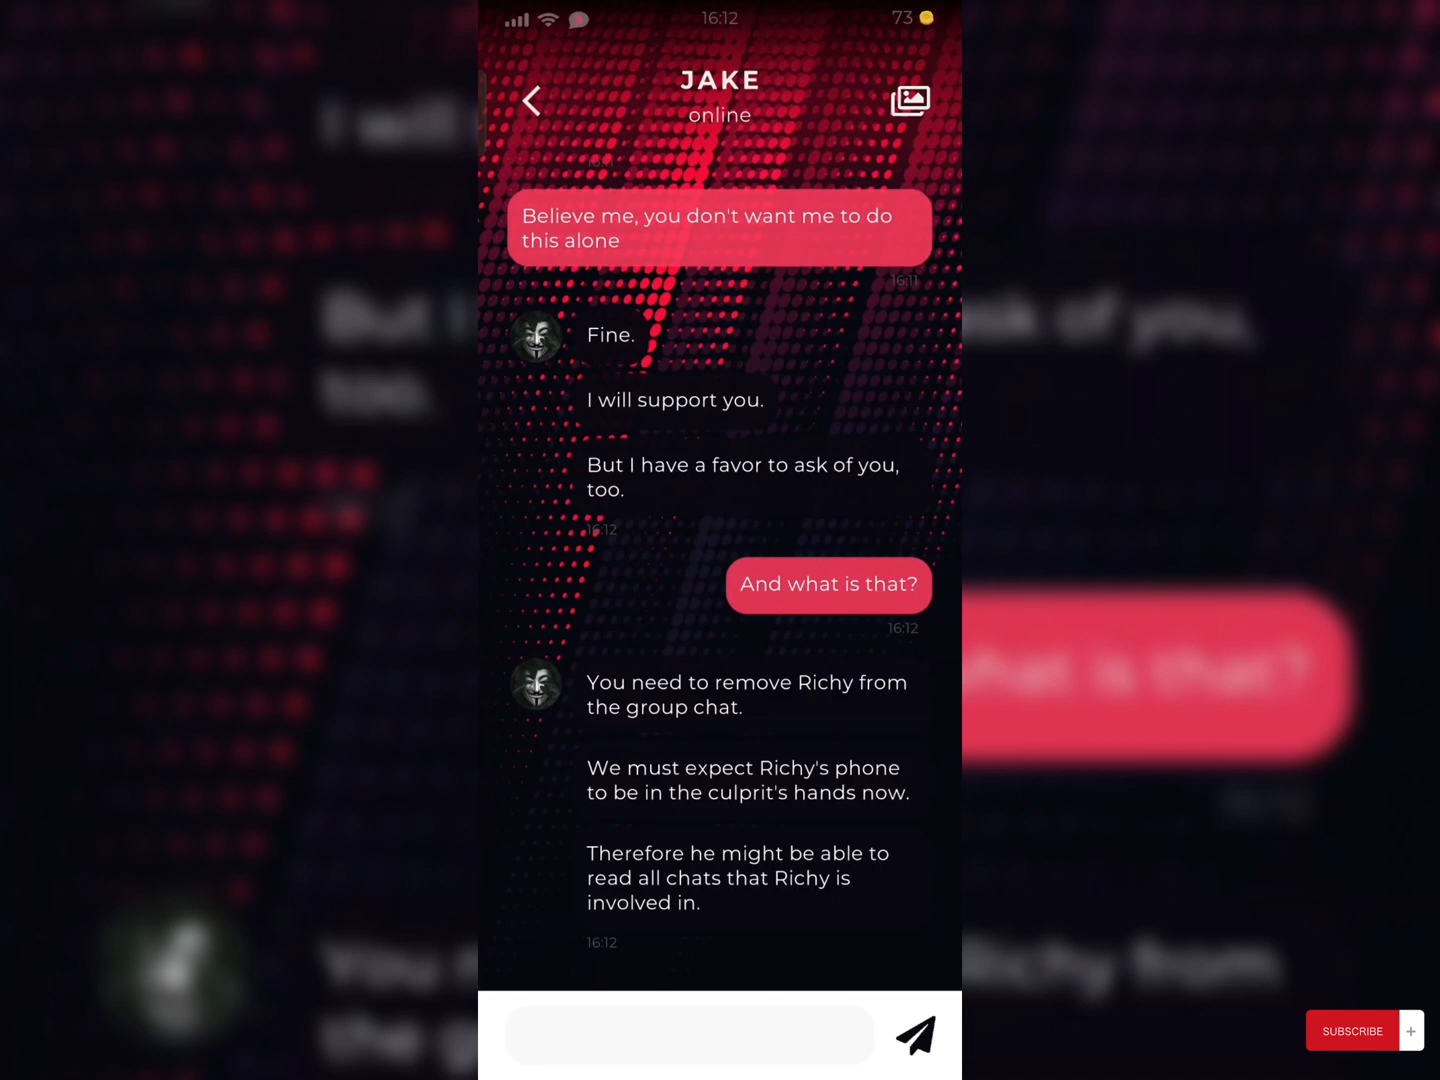 16:12
73
JAKE
online
Believe me, you don't want me to do
this alone
16:11
Fine.
I will support you.
But I have a favor to ask of you,
too.
16:12
And what is that?
16:12
You need to remove Richy from
the group chat.
We must expect Richy's phone
to be in the culprit's hands now.
Therefore he might be able to
read all chats that Richy is
involved in.
16:12
SUBSCRIBE +